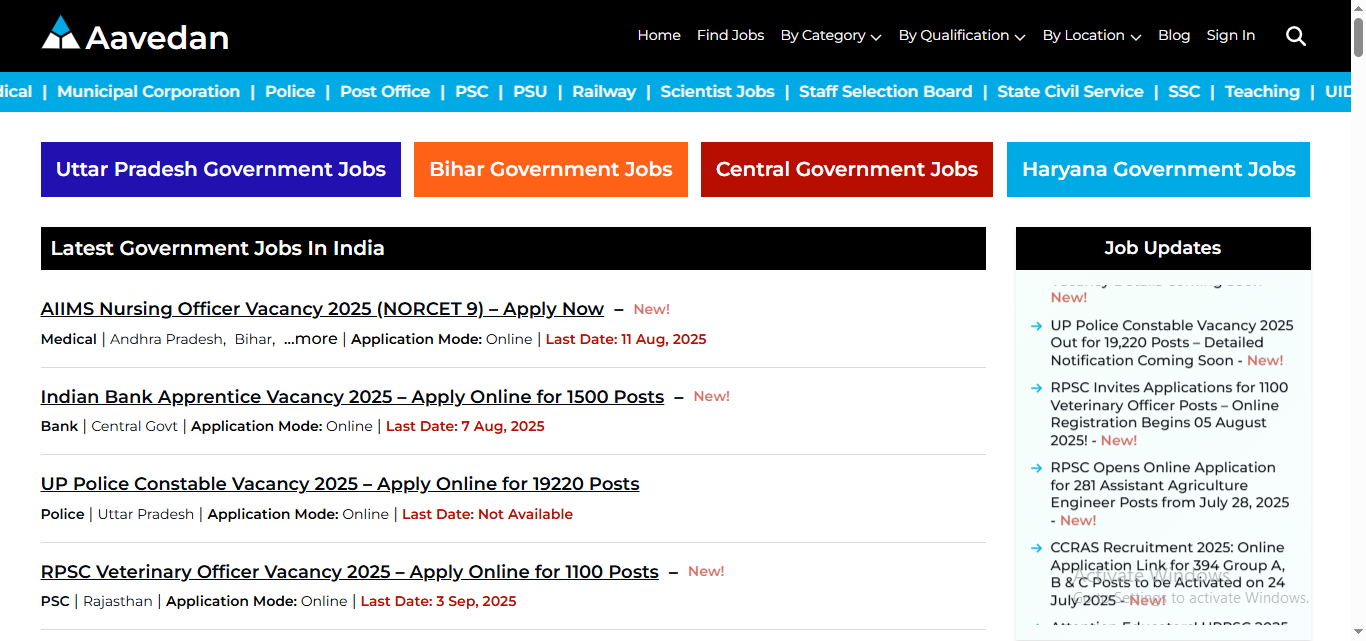 Aavedan
Home Find Jobs By Category By Qualification By Location Blog Sign In
| Municipal Corporation | Police | Post Office | PSC | PSU | Railway | Scientist Jobs | Staff Selection Board | State Civil Service | SSC | Teaching |
Uttar Pradesh Government Jobs
Bihar Government Jobs
Central Government Jobs
Haryana Government Jobs
Latest Government Jobs In India
AIIMS Nursing Officer Vacancy 2025 (NORCET 9) – Apply Now – New!
Medical | Andhra Pradesh, Bihar, ...more | Application Mode: Online | Last Date: 11 Aug, 2025
Indian Bank Apprentice Vacancy 2025 – Apply Online for 1500 Posts – New!
Bank | Central Govt | Application Mode: Online | Last Date: 7 Aug, 2025
UP Police Constable Vacancy 2025 – Apply Online for 19220 Posts
Police | Uttar Pradesh | Application Mode: Online | Last Date: Not Available
RPSC Veterinary Officer Vacancy 2025 – Apply Online for 1100 Posts – New!
PSC | Rajasthan | Application Mode: Online | Last Date: 3 Sep, 2025
Job Updates
New!
UP Police Constable Vacancy 2025
Out for 19,220 Posts – Detailed
Notification Coming Soon - New!
RPSC Invites Applications for 1100
Veterinary Officer Posts – Online
Registration Begins 05 August
2025! - New!
RPSC Opens Online Application
for 281 Assistant Agriculture
Engineer Posts from July 28, 2025
- New!
CCRAS Recruitment 2025: Online
Application Link for 394 Group A,
B & C Posts to be Activated on 24
July 2025 - New!
Activate Windows
Go to Settings to activate Windows.